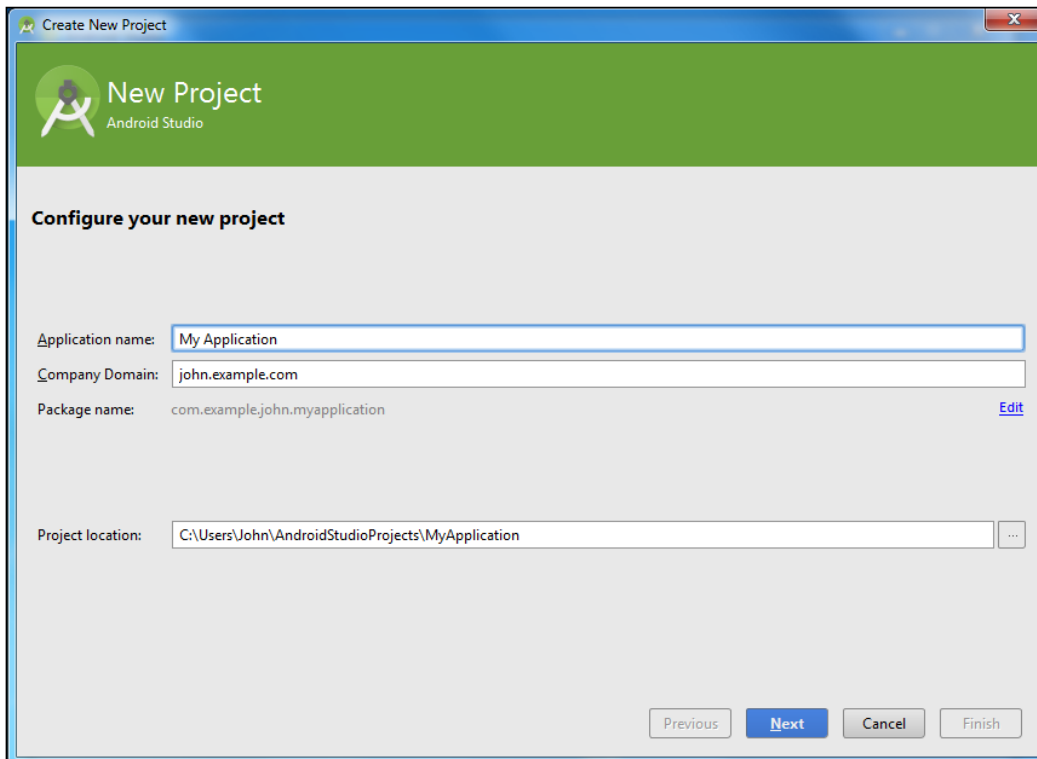 Create New Project
New Project
Android Studio
Configure your new project
Application name: My Application
Company Domain: john.example.com
Package name: com.example.john.myapplication Edit
Project location: C:\Users\John\AndroidStudioProjects\MyApplication ...
Previous Next Cancel Finish